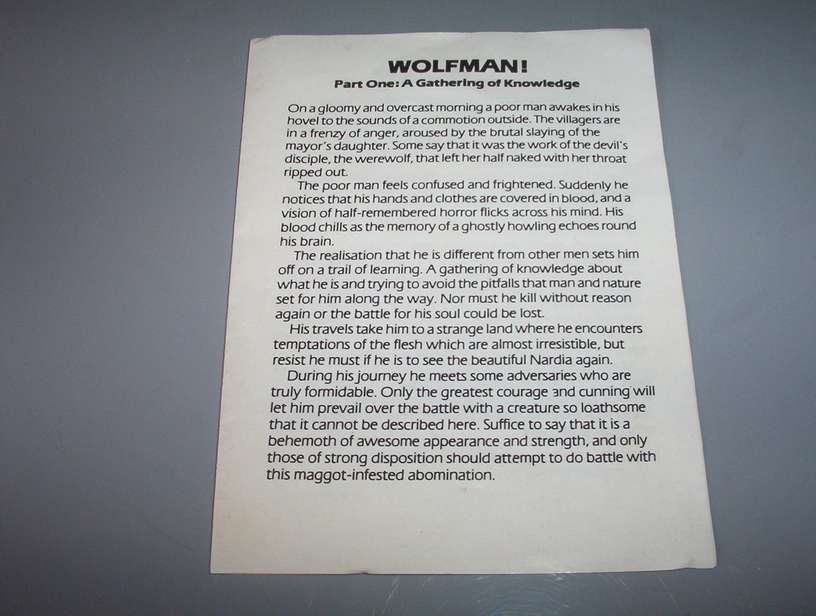 WOLFMAN!
Part One: A Gathering of Knowledge
On a gloomy and overcast morning a poor man awakes in his
hovel to the sounds of a commotion outside. The villagers are
in a frenzy of anger, aroused by the brutal slaying of the
mayor's daughter. Some say that it was the work of the devil's
disciple, the werewolf, that left her half naked with her throat
ripped out.
The poor man feels confused and frightened. Suddenly he
notices that his hands and clothes are covered in blood, and a
vision of half-remembered horror flicks across his mind. His
blood chills as the memory of a ghostly howling echoes round
his brain.
The realisation that he is different from other men sets him
off on a trail of learning. A gathering of knowledge about
what he is and trying to avoid the pitfalls that man and nature
set for him along the way. Nor must he kill without reason
again or the battle for his soul could be lost.
His travels take him to a strange land where he encounters
temptations of the flesh which are almost irresistible, but
resist he must if he is to see the beautiful Nardia again.
During his journey he meets some adversaries who are
truly formidable. Only the greatest courage and cunning will
let him prevail over the battle with a creature so loathsome
that it cannot be described here. Suffice to say that it is a
behemoth of awesome appearance and strength, and only
those of strong disposition should attempt to do battle with
this maggot-infested abomination.